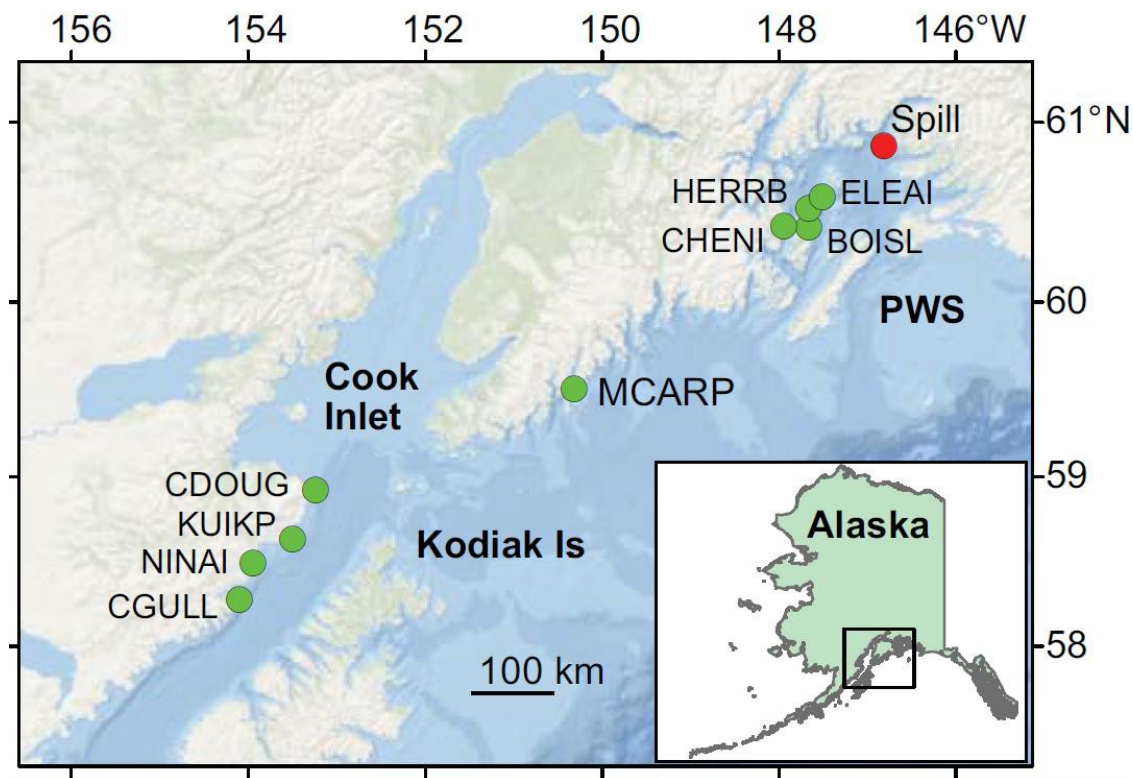 156
154
152
150
148
146°W
61°N
Spill
HERRB
ELEAI
CHENI
BOISL
60
PWS
Cook
Inlet
MCARP
59
CDOUG
KUIKP
Kodiak Is
Alaska
NINAI
CGULL
58
100 km